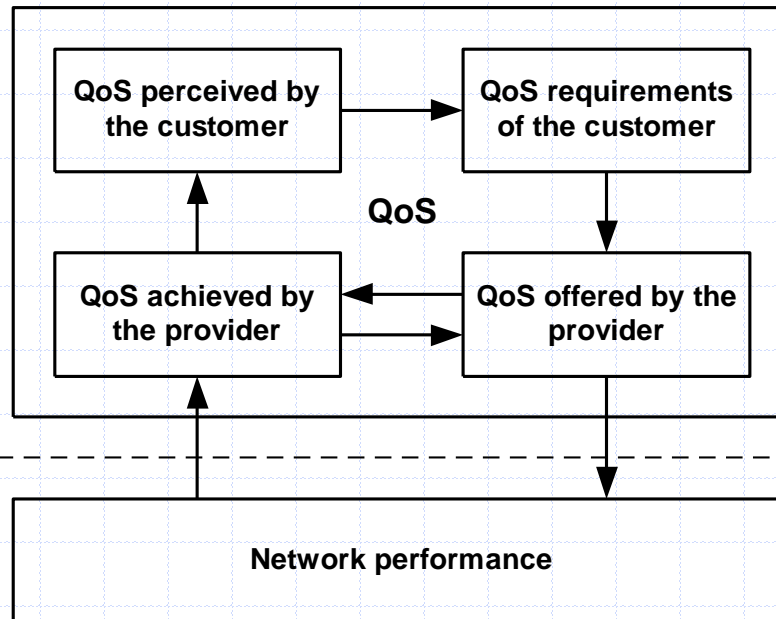 QoS perceived by
the customer
QoS requirements
of the customer
QoS
QoS achieved by
the provider
QoS offered by the
provider
Network performance